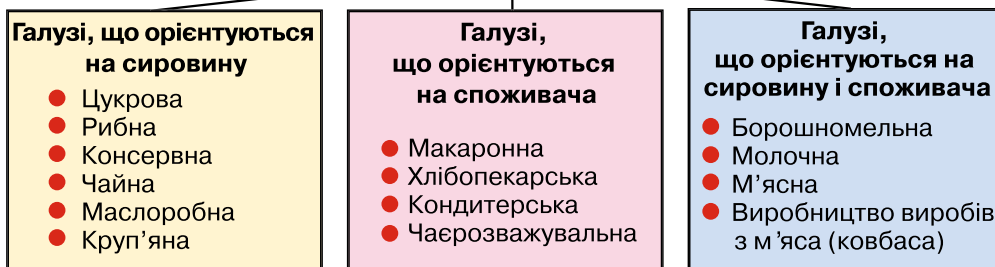 Галузі, що орієнтуються
на сировину
Цукрова
Рибна
Консервна
Чайна
Маслоробна
Круп’яна
Галузі,
що орієнтуються
на споживача
Макаронна
Хлібопекарська
Кондитерська
Чаєрозважувальна
Галузі,
що орієнтуються на
сировину і споживача
Борошномельна
Молочна
М’ясна
Виробництво виробів
з м’яса (ковбаса)